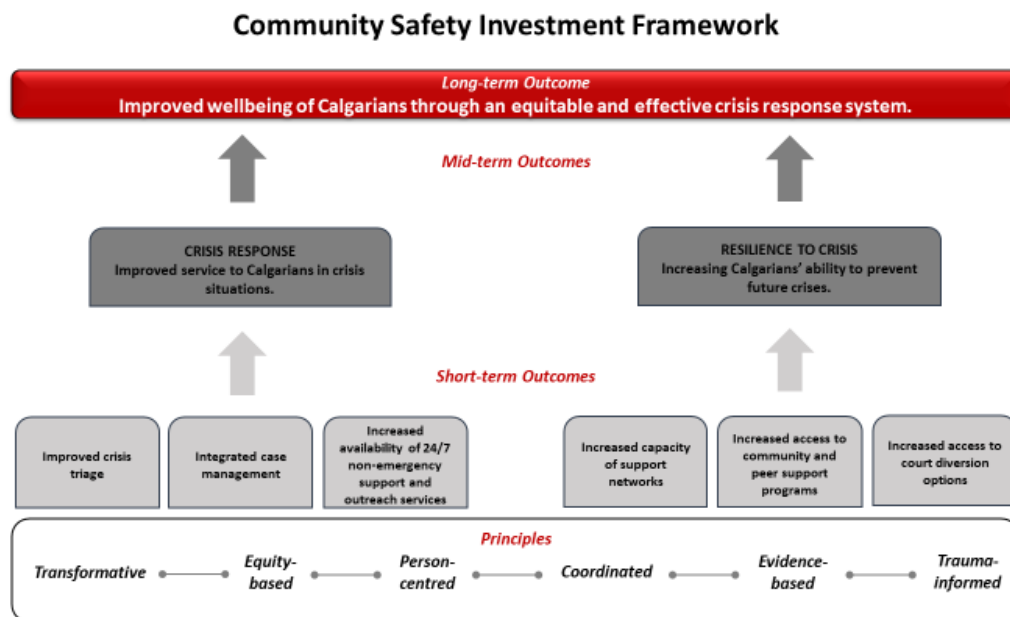 Community Safety Investment Framework
Long-term Outcome
Improved wellbeing of Calgarians through an equitable and effective crisis response system.
Mid-term Outcomes
CRISIS RESPONSE
Improved service to Calgarians in crisis
situations.
RESILIENCE TO CRISIS
Increasing Calgarians' ability to prevent
future crises.
Short-term Outcomes
Improved crisis
triage
Integrated case
management
Increased
availability of 24/7
non-emergency
support and
outreach services
Increased capacity
of support
networks
Increased access to
community and
peer support
programs
Increased access to
court diversion
options
Principles
Transformative
Equity-
based
Person-
centred
Coordinated
Evidence-
based
Trauma-
informed